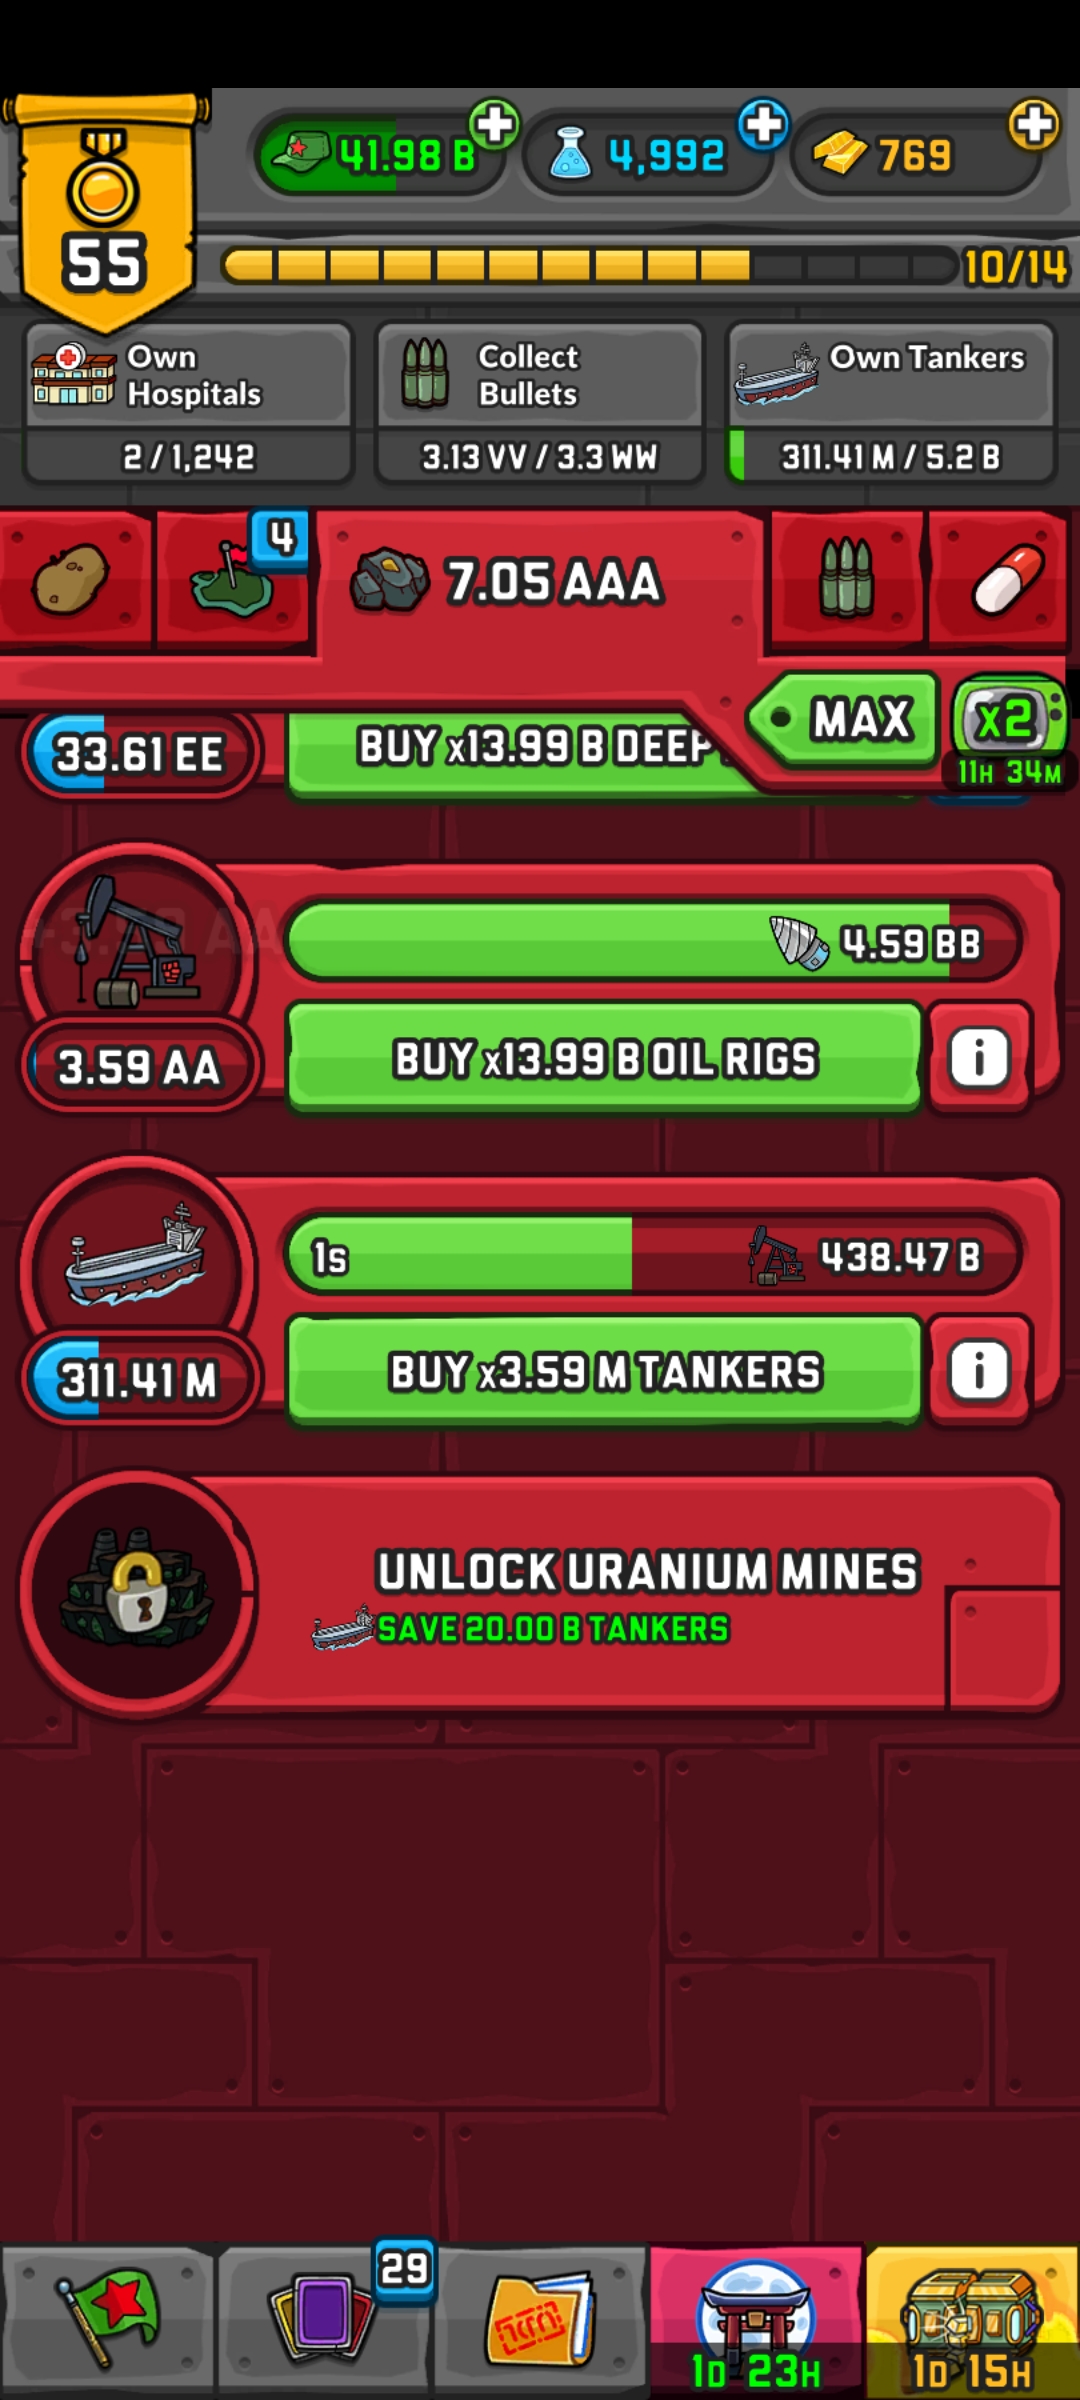 41.98 B
4,992
769
55
10/14
Own
Hospitals
2 / 1,242
Collect
Bullets
3.13 VV / 3.3 WW
Own Tankers
311.41 M / 5.2 B
4
7.05 AAA
MAX
x2
11H 34M
33.61 EE
BUY x13.99 B DEEP
4.59 BB
3.59 AA
BUY x13.99 B OIL RIGS
i
1s
438.47 B
311.41 M
BUY x3.59 M TANKERS
i
UNLOCK URANIUM MINES
SAVE 20.00 B TANKERS
29
1D 23H
1D 15H